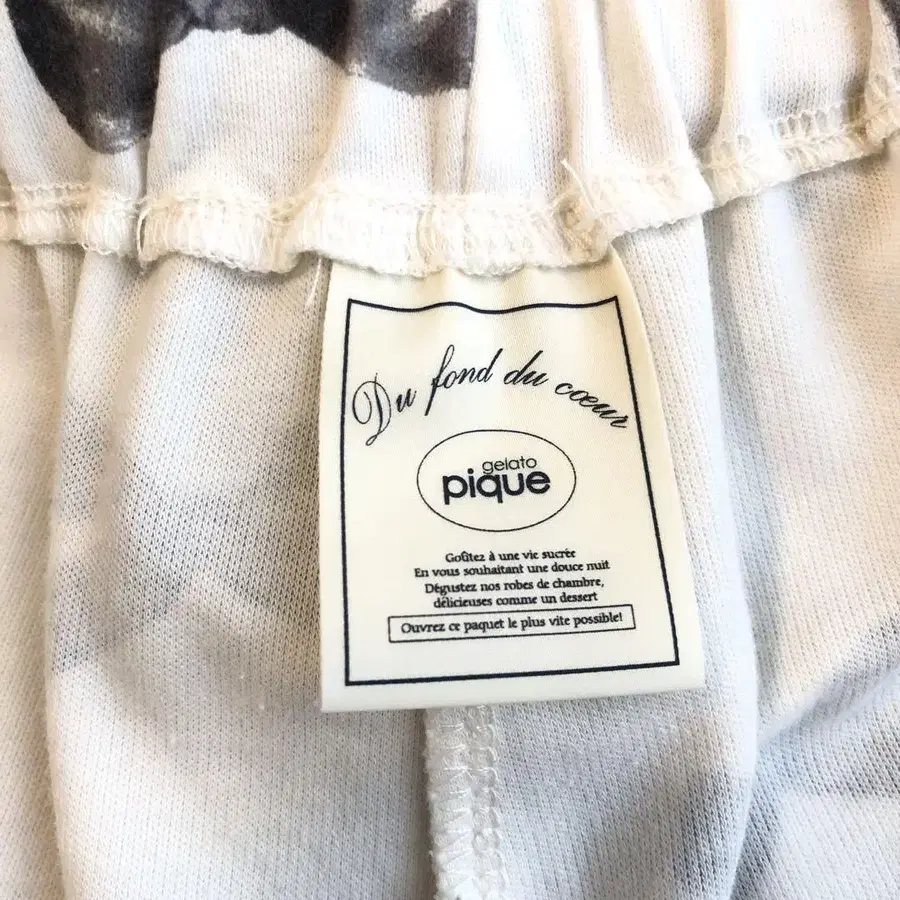 Du fond du cœur
gelato
pique
Goûtez à une vie sucrée
En vous souhaitant une douce nuit
Dégustez nos robes de chambre,
délicieuses comme un dessert
Ouvrez ce paquet le plus vite possible!